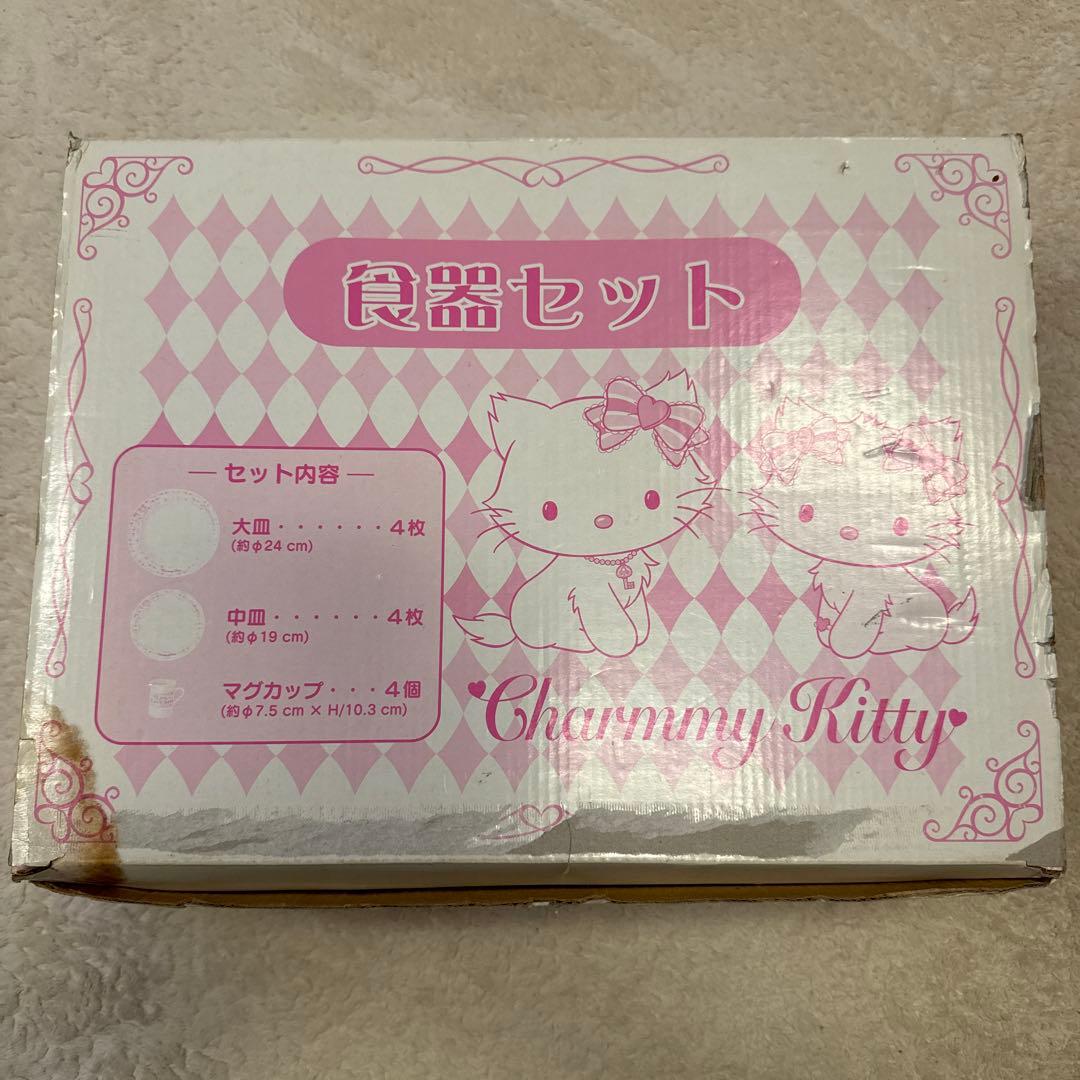 食器セット
— セット内容 —
大皿・・・・・・4枚
(約φ24 cm)
中皿・・・・・・4枚
(約φ19 cm)
マグカップ・・・4個
(約φ7.5 cm × H/10.3 cm)
Charmmy Kitty